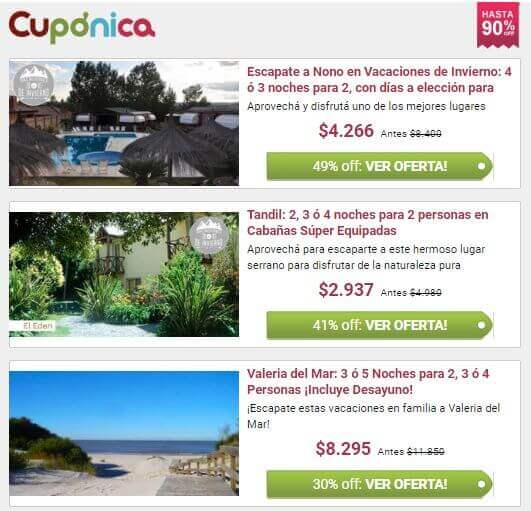 Cupónica
HASTA
90% OFF
DE INVIERNO
Escapate a Nono en Vacaciones de Invierno: 4
ó 3 noches para 2, con días a elección para
Aprovechá y disfrutá uno de los mejores lugares
$4.266 Antes $8.400
49% off: VER OFERTA!
DE INVIERNO
El Eden
Tandil: 2, 3 ó 4 noches para 2 personas en
Cabañas Súper Equipadas
Aprovechá para escaparte a este hermoso lugar
serrano para disfrutar de la naturaleza pura
$2.937 Antes $4.980
41% off: VER OFERTA!
Valeria del Mar: 3 ó 5 Noches para 2, 3 ó 4
Personas ¡Incluye Desayuno!
¡Escapate estas vacaciones en familia a Valeria del
Mar!
$8.295 Antes $11.850
30% off: VER OFERTA!